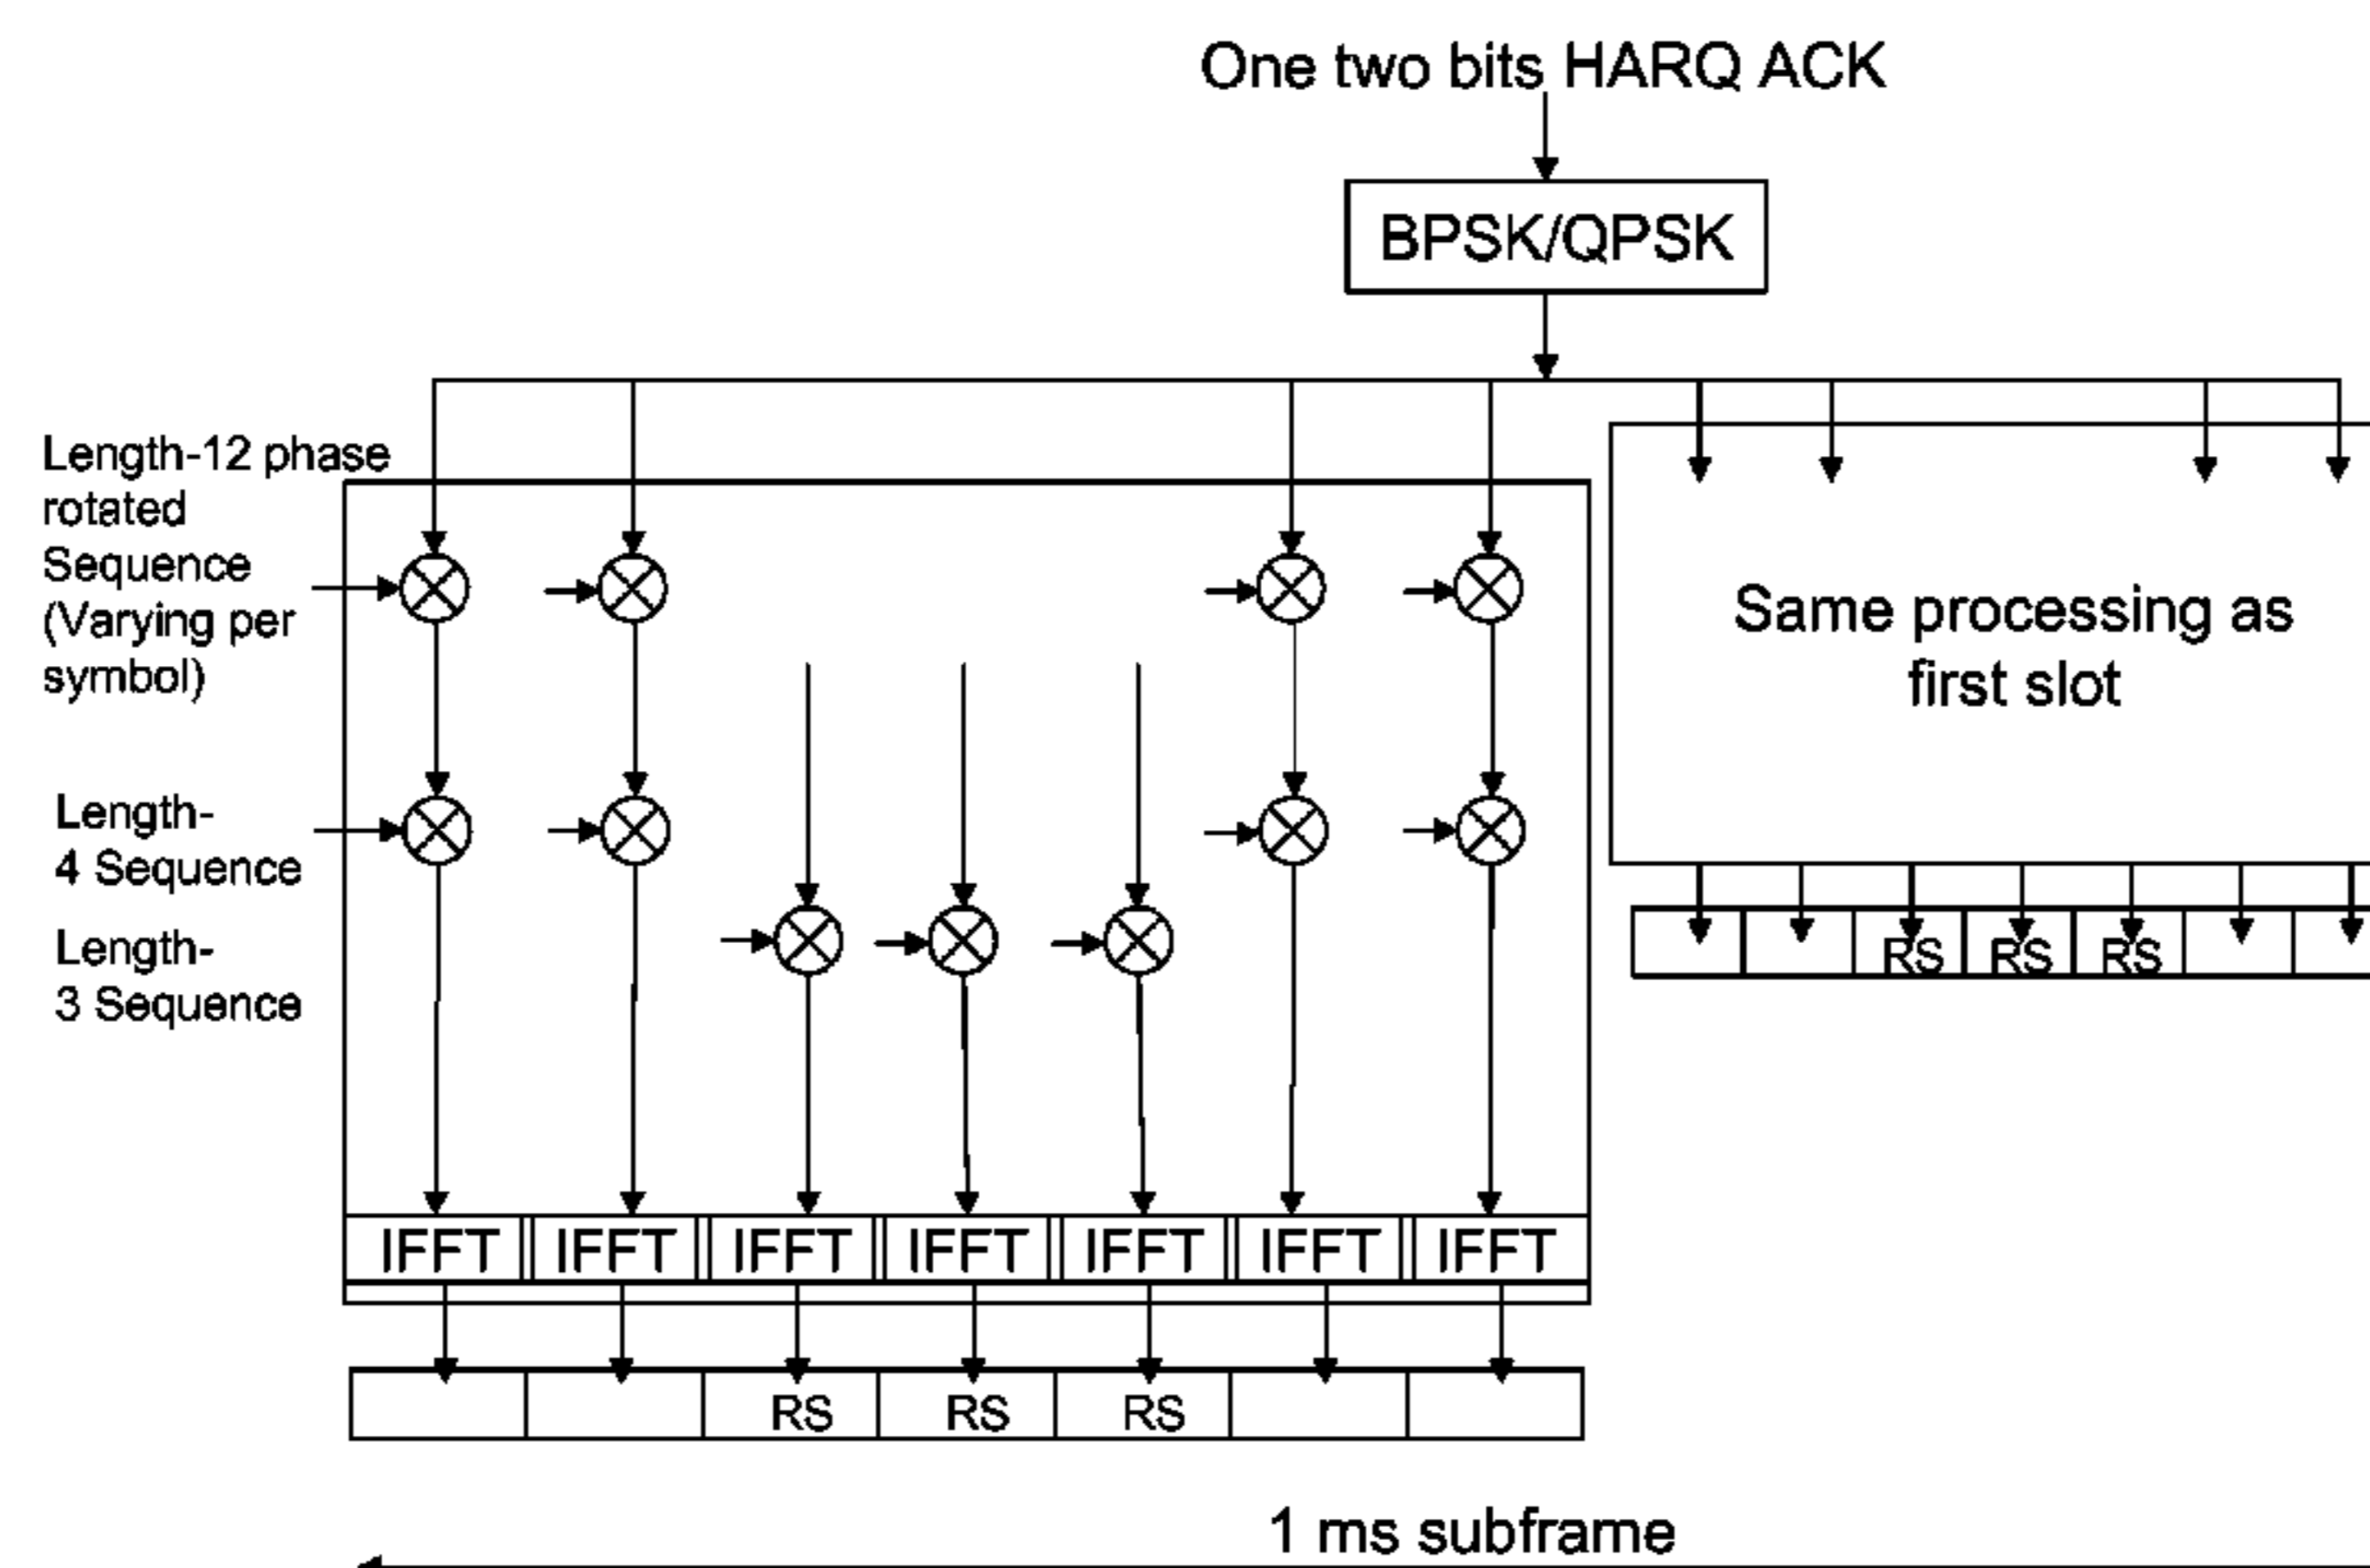 One two bits HARQ ACK
BPSK/QPSK
Length-12 phase
rotated
Sequence
(Varying per
symbol)
Same processing as
first slot
Length-
4 Sequence
Length-
3 Sequence
RS RS RS
IFFT IFFT IFFT IFFT IFFT IFFT IFFT
RS RS RS
1 ms subframe